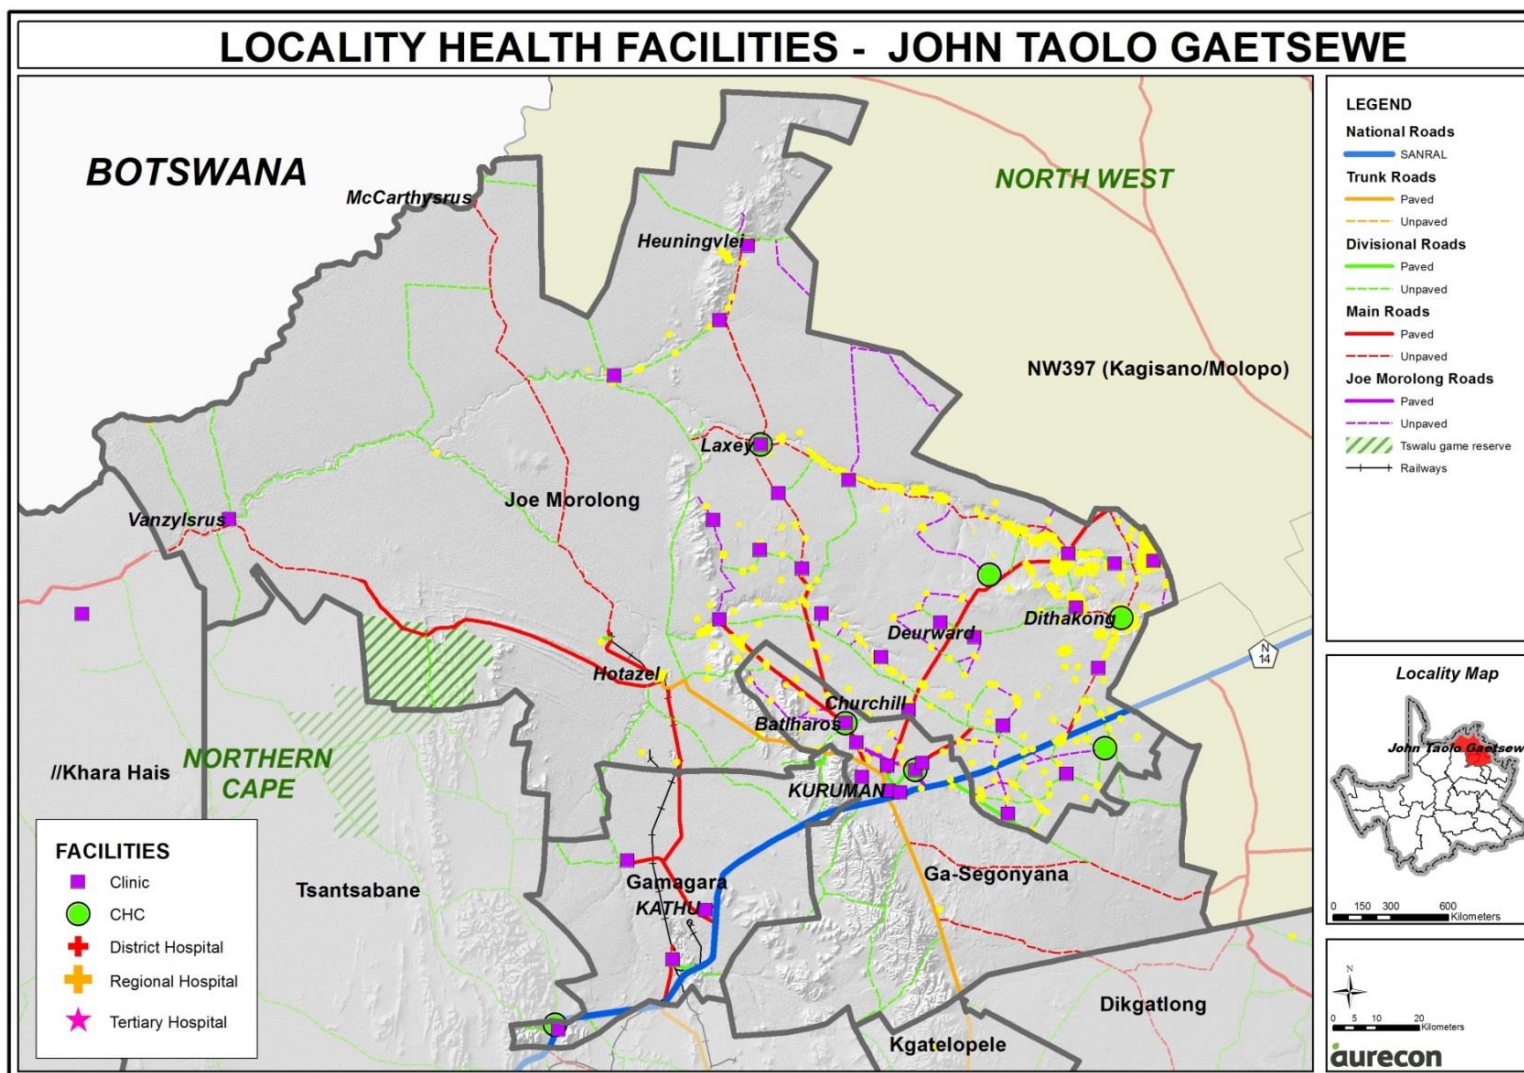 LOCALITY HEALTH FACILITIES - JOHN TAOLO GAETSEWE
BOTSWANA
McCarthysrus
NORTH WEST
Heuningvlei
NW397 (Kagisano/Molopo)
Laxey
Joe Morolong
Vanzylsrus
Deurward
Dithakong
N
14
Hotazel
Churchill
Batlharos
NORTHERN
CAPE
//Khara Hais
KURUMAN
Tsantsabane
Gamagara
KATHU
Ga-Segonyana
Dikgatlong
Kgatelopele
FACILITIES
Clinic
CHC
District Hospital
Regional Hospital
Tertiary Hospital
LEGEND
National Roads
SANRAL
Trunk Roads
Paved
Unpaved
Divisional Roads
Paved
Unpaved
Main Roads
Paved
Unpaved
Joe Morolong Roads
Paved
Unpaved
Tswalu game reserve
Railways
Locality Map
John Taolo Gaetsew
0 150 300 600
Kilometers
N
0 5 10 20
Kilometers
aurecon